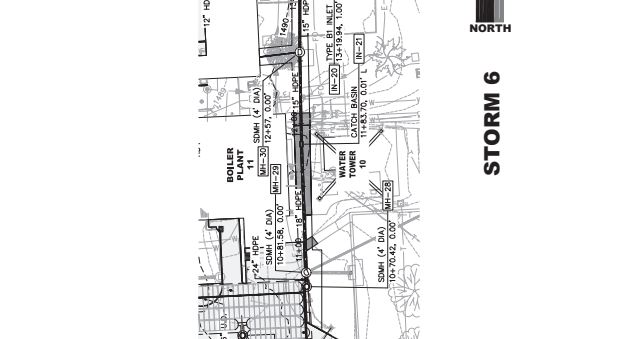 NORTH
STORM 6
12" HD
1490
15" HDPE
TYPE B1 INLET
13+19.94, 1.00'
IN-21
IN-20
CATCH BASIN
11+83.70, 0.01' L
15" HDPE
SDMH (4' DIA)
12+57, 0.00'
MH-30
BOILER
PLANT
11
MH-29
WATER
TOWER
10
MH-28
18" HDPE
11+00
SDMH (4' DIA)
10+81.58, 0.00'
24" HDPE
SDMH (4' DIA)
10+70.42, 0.00'